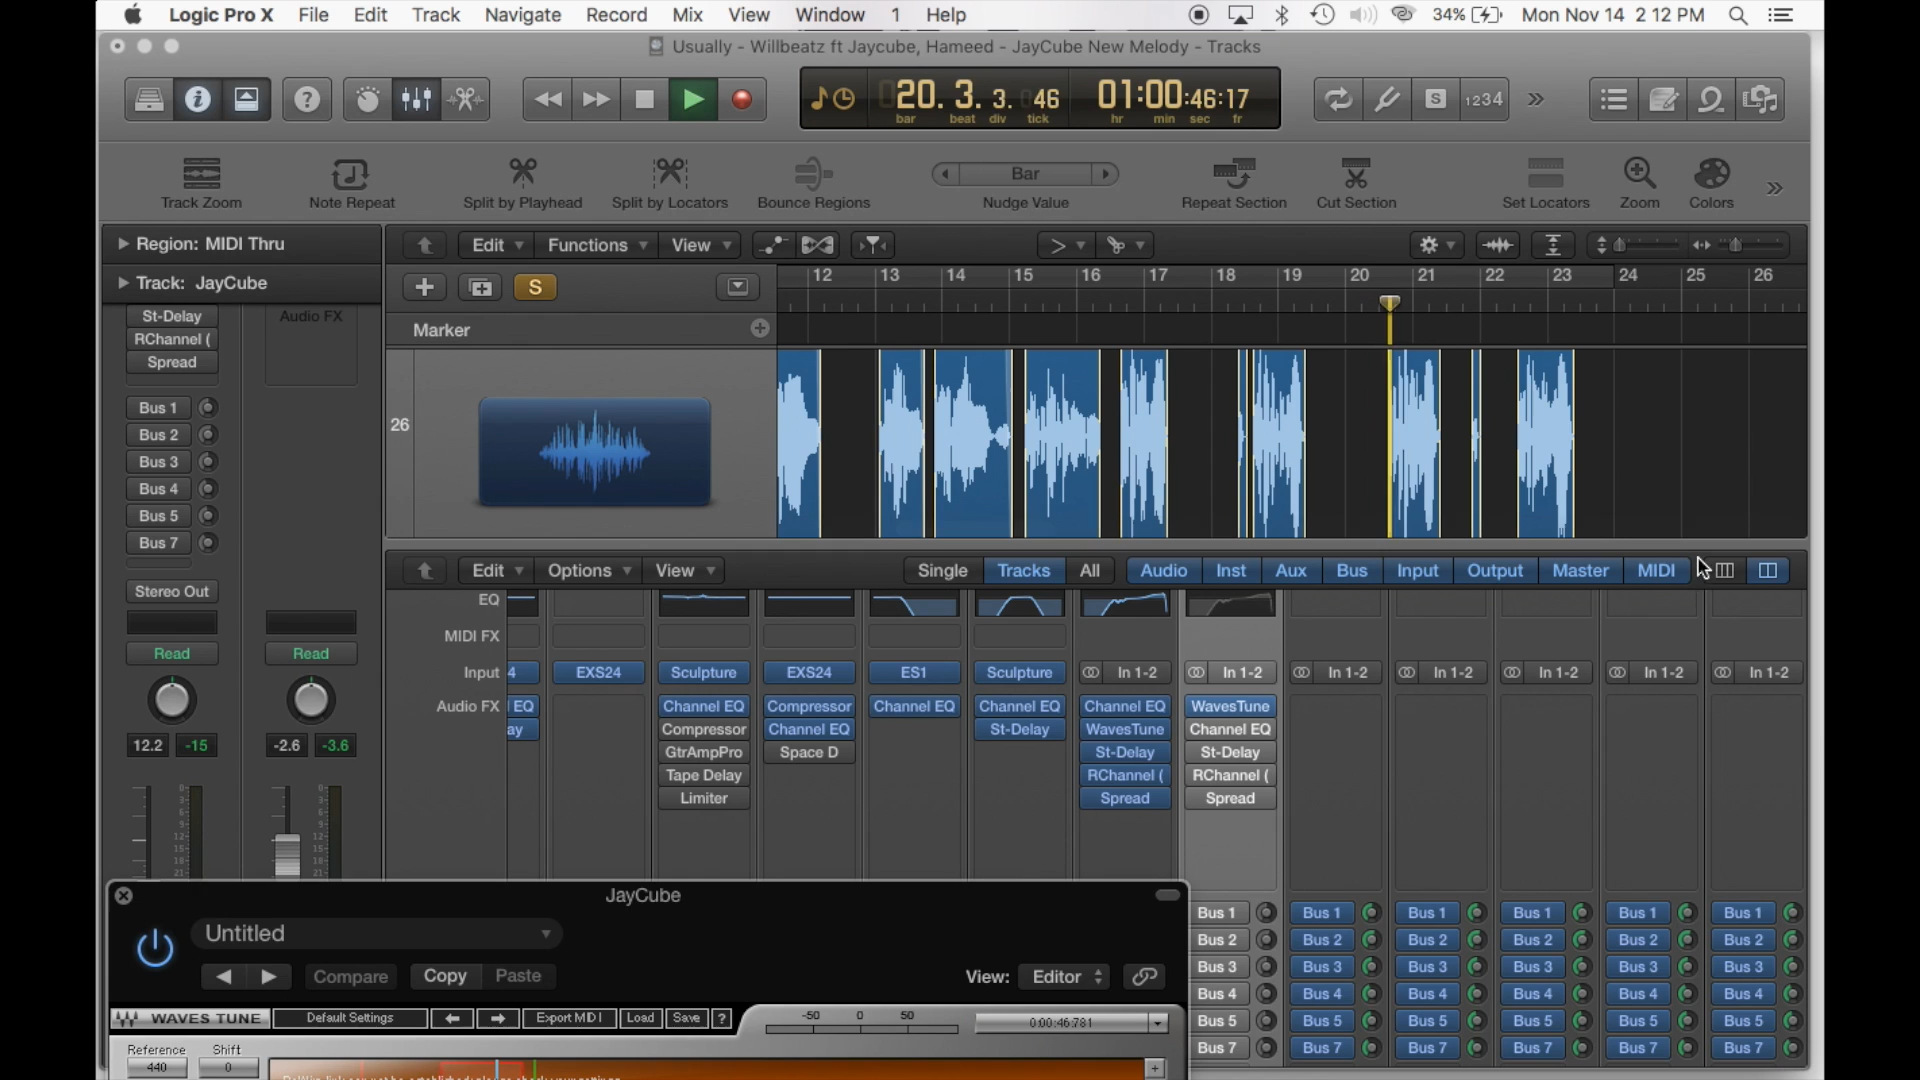 Logic Pro X File Edit Track Navigate Record Mix View Window 1 Help 34% Mon Nov 14 2 12 PM
Usually - Willbeatz ft Jaycube, Hameed - JayCube New Melody - Tracks
20. 3. 3. 46 01:00:46:17
bar beat div tick hr min sec fr
S 1234
Bar
Track Zoom Note Repeat Split by Playhead Split by Locators Bounce Regions Nudge Value Repeat Section Cut Section Set Locators Zoom Colors
Region: MIDI Thru
Edit Functions View
Track: JayCube
S
12 13 14 15 16 17 18 19 20 21 22 23 24 25 26
Marker
26
St-Delay Audio FX
RChannel (
Spread
Bus 1
Bus 2
Bus 3
Bus 4
Bus 5
Bus 7
Stereo Out
Read Read
12.2 -15 -2.6 -3.6
Edit Options View Single Tracks All Audio Inst Aux Bus Input Output Master MIDI
EQ
MIDI FX
Input 4 EXS24 Sculpture EXS24 ES1 Sculpture In 1-2 In 1-2 In 1-2 In 1-2 In 1-2 In 1-2 In 1-2
Audio FX EQ Channel EQ Compressor Channel EQ Channel EQ Channel EQ WavesTune
ay Compressor Channel EQ St-Delay WavesTune Channel EQ
GtrAmpPro Space D St-Delay St-Delay
Tape Delay RChannel ( RChannel (
Limiter Spread Spread
Bus 1 Bus 1 Bus 1 Bus 1 Bus 1 Bus 1
Bus 2 Bus 2 Bus 2 Bus 2 Bus 2 Bus 2
Bus 3 Bus 3 Bus 3 Bus 3 Bus 3 Bus 3
Bus 4 Bus 4 Bus 4 Bus 4 Bus 4 Bus 4
Bus 5 Bus 5 Bus 5 Bus 5 Bus 5 Bus 5
Bus 7 Bus 7 Bus 7 Bus 7 Bus 7 Bus 7
JayCube
Untitled
Compare Copy Paste View: Editor
WAVES TUNE Default Settings Export MIDI Load Save ? -50 0 50 0:00:46:781
Reference Shift
440 0